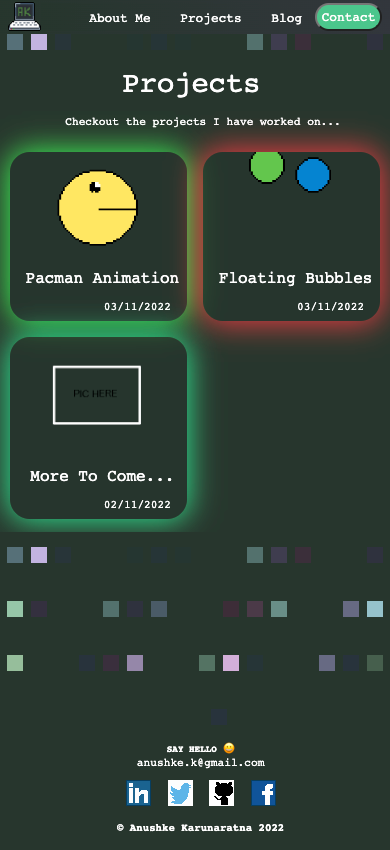 AK
About Me Projects Blog Contact
Projects
Checkout the projects I have worked on...
Pacman Animation
03/11/2022
Floating Bubbles
03/11/2022
PIC HERE
More To Come...
02/11/2022
SAY HELLO 😀
anushke.k@gmail.com
in f
© Anushke Karunaratna 2022